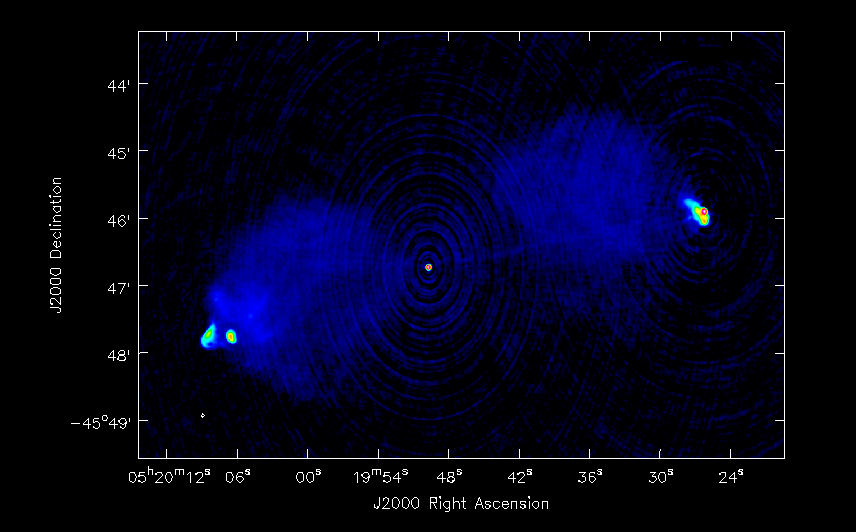 44'
45'
46'
47'
48'
−45°49'
J2000 Declination
05ʰ20ᵐ12ˢ 06ˢ 00ˢ 19ᵐ54ˢ 48ˢ 42ˢ 36ˢ 30ˢ 24ˢ
J2000 Right Ascension